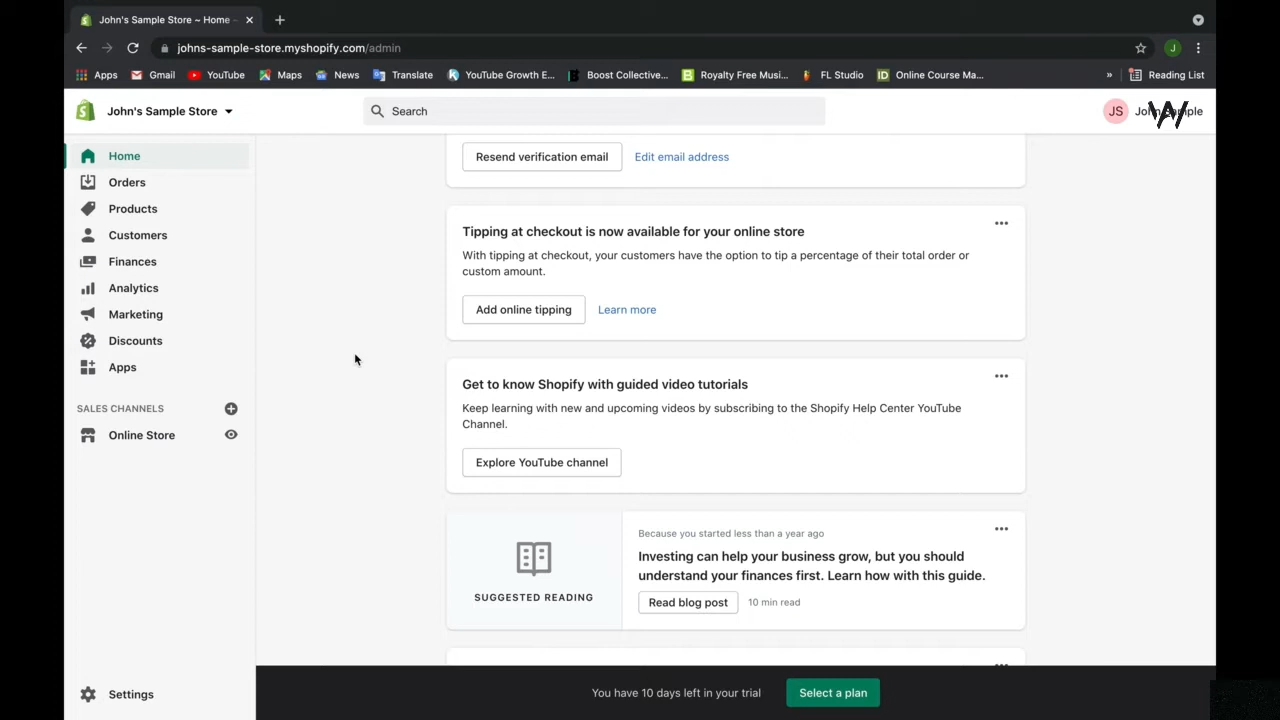 John's Sample Store ~ Home
johns-sample-store.myshopify.com/admin
J
Apps Gmail YouTube Maps News Translate YouTube Growth E... Boost Collective... Royalty Free Musi... FL Studio ID Online Course Ma... » Reading List
John's Sample Store
Search
JS
Home
Orders
Products
Customers
Finances
Analytics
Marketing
Discounts
Apps
SALES CHANNELS
Online Store
Settings
Resend verification email Edit email address
Tipping at checkout is now available for your online store
With tipping at checkout, your customers have the option to tip a percentage of their total order or
custom amount.
Add online tipping Learn more
Get to know Shopify with guided video tutorials
Keep learning with new and upcoming videos by subscribing to the Shopify Help Center YouTube
Channel.
Explore YouTube channel
SUGGESTED READING
Because you started less than a year ago
Investing can help your business grow, but you should
understand your finances first. Learn how with this guide.
Read blog post 10 min read
You have 10 days left in your trial Select a plan